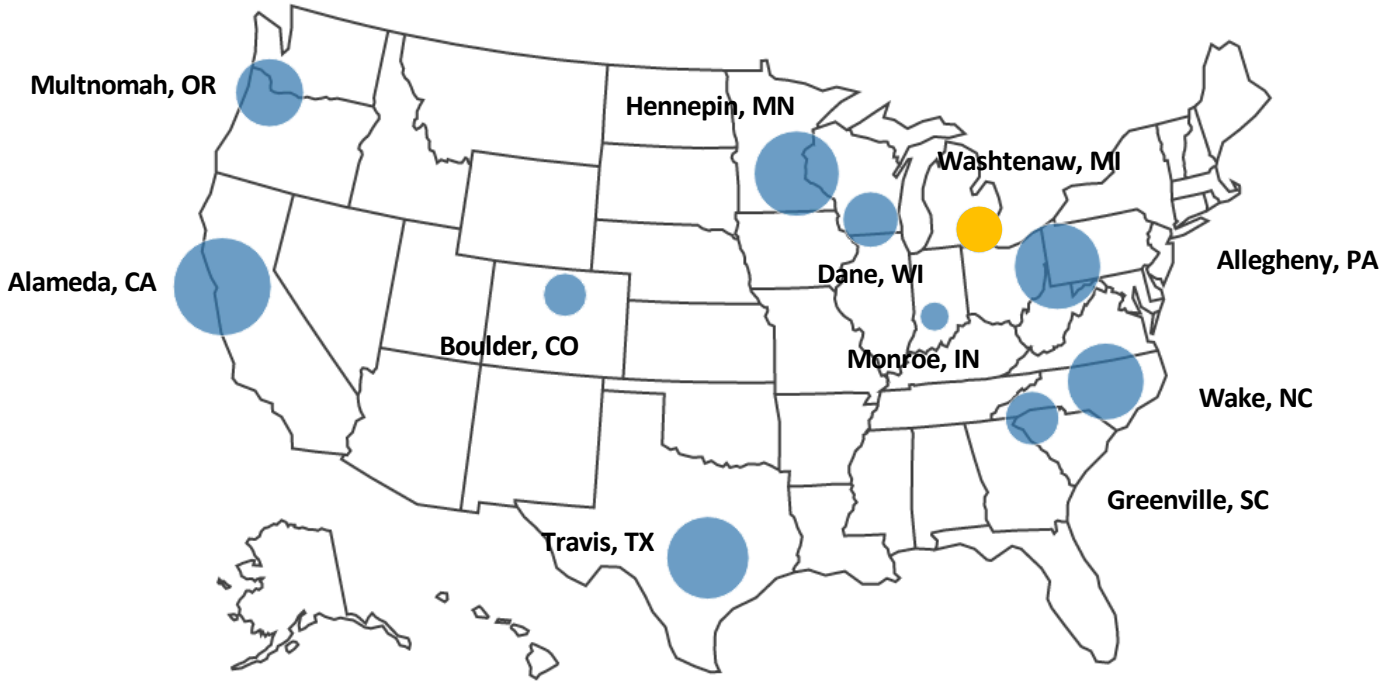 Multnomah, OR
Hennepin, MN
Washtenaw, MI
Allegheny, PA
Dane, WI
Alameda, CA
Boulder, CO
Monroe, IN
Wake, NC
Greenville, SC
Travis, TX